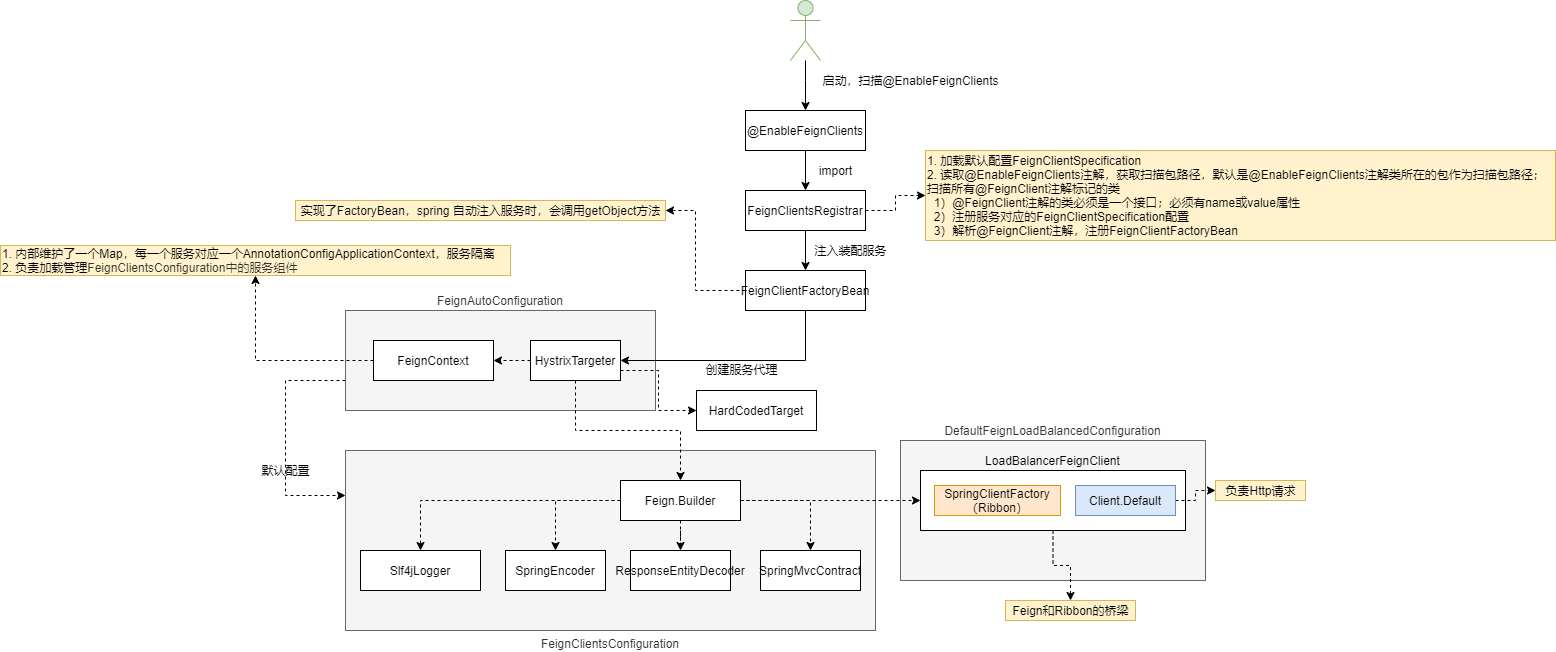 启动，扫描@EnableFeignClients
@EnableFeignClients
import
1. 加载默认配置FeignClientSpecification
2. 读取@EnableFeignClients注解，获取扫描包路径，默认是@EnableFeignClients注解类所在的包作为扫描包路径；
扫描所有@FeignClient注解标记的类
1）@FeignClient注解的类必须是一个接口；必须有name或value属性
2）注册服务对应的FeignClientSpecification配置
3）解析@FeignClient注解，注册FeignClientFactoryBean
FeignClientsRegistrar
实现了FactoryBean，spring 自动注入服务时，会调用getObject方法
注入装配服务
1. 内部维护了一个Map，每一个服务对应一个AnnotationConfigApplicationContext，服务隔离
2. 负责加载管理FeignClientsConfiguration中的服务组件
FeignClientFactoryBean
FeignAutoConfiguration
FeignContext
HystrixTargeter
创建服务代理
HardCodedTarget
DefaultFeignLoadBalancedConfiguration
LoadBalancerFeignClient
默认配置
SpringClientFactory
（Ribbon）
Client.Default
负责Http请求
Feign.Builder
Slf4jLogger
SpringEncoder
ResponseEntityDecoder
SpringMvcContract
Feign和Ribbon的桥梁
FeignClientsConfiguration